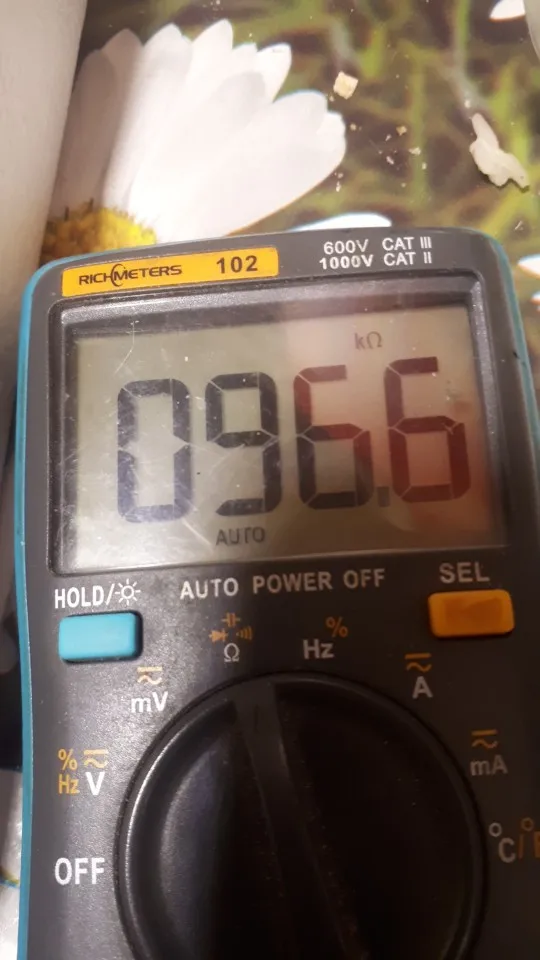 RICHMETERS 102
600V CAT III
1000V CAT II
kΩ
096.6
AUTO
HOLD/
AUTO POWER OFF
SEL
Ω
Hz %
mV
A
% Hz V
mA
OFF
°C/°F